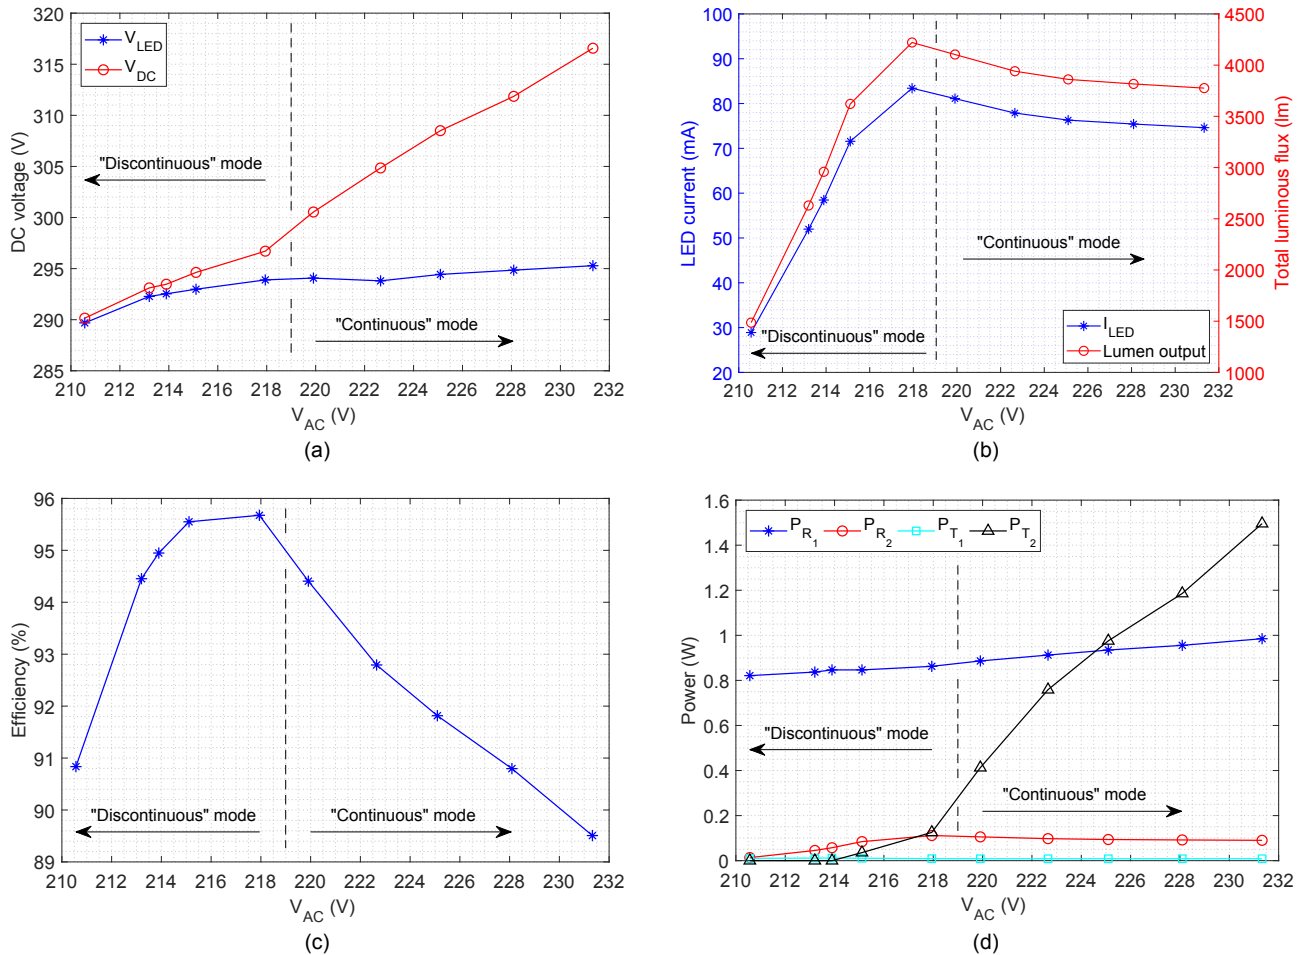 V_LED
V_DC
320
315
310
305
300
295
290
285
DC voltage (V)
"Discontinuous" mode
"Continuous" mode
210 212 214 216 218 220 222 224 226 228 230 232
V_AC (V)
(a)
100
90
80
70
60
50
40
30
20
LED current (mA)
4500
4000
3500
3000
2500
2000
1500
1000
Total luminous flux (lm)
"Continuous" mode
"Discontinuous" mode
I_LED
Lumen output
210 212 214 216 218 220 222 224 226 228 230 232
V_AC (V)
(b)
96
95
94
93
92
91
90
89
Efficiency (%)
"Discontinuous" mode
"Continuous" mode
210 212 214 216 218 220 222 224 226 228 230 232
V_AC (V)
(c)
P_R_1 P_R_2 P_T_1 P_T_2
1.6
1.4
1.2
1
0.8
0.6
0.4
0.2
0
Power (W)
"Discontinuous" mode
"Continuous" mode
210 212 214 216 218 220 222 224 226 228 230 232
V_AC (V)
(d)